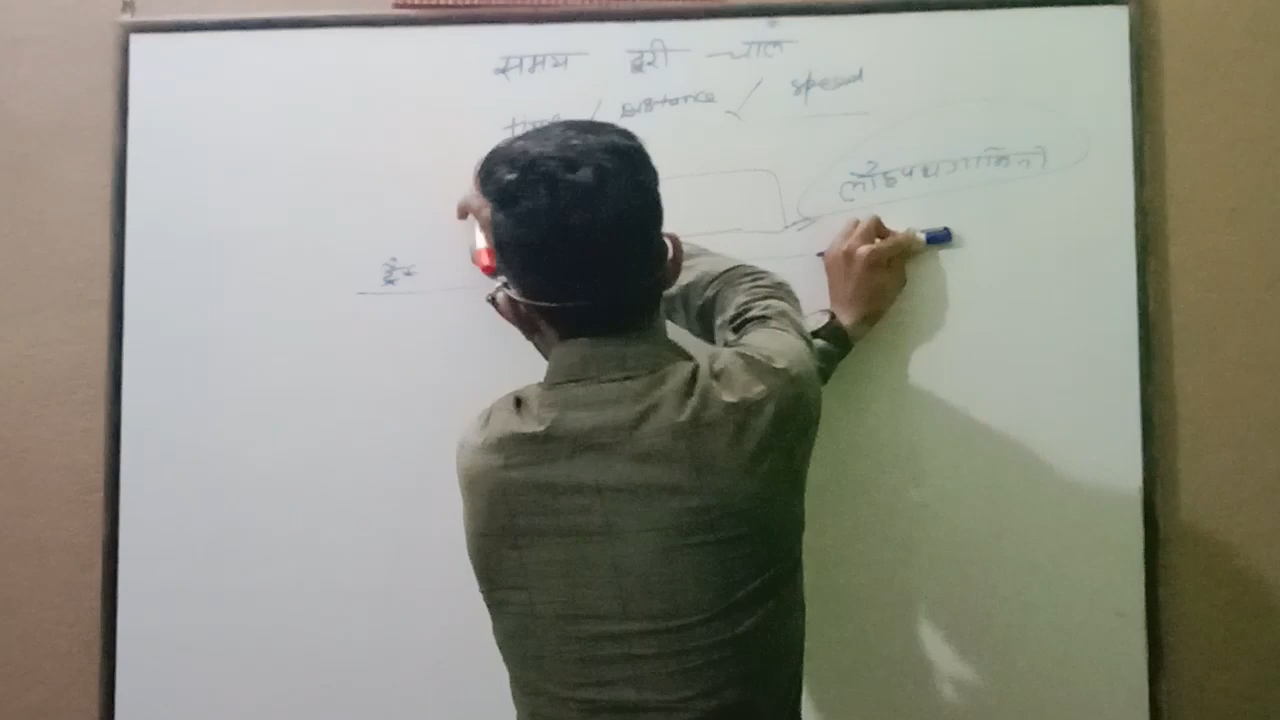 समय दूरी चाल
time / Distance / speed
लौहपथगामिनी